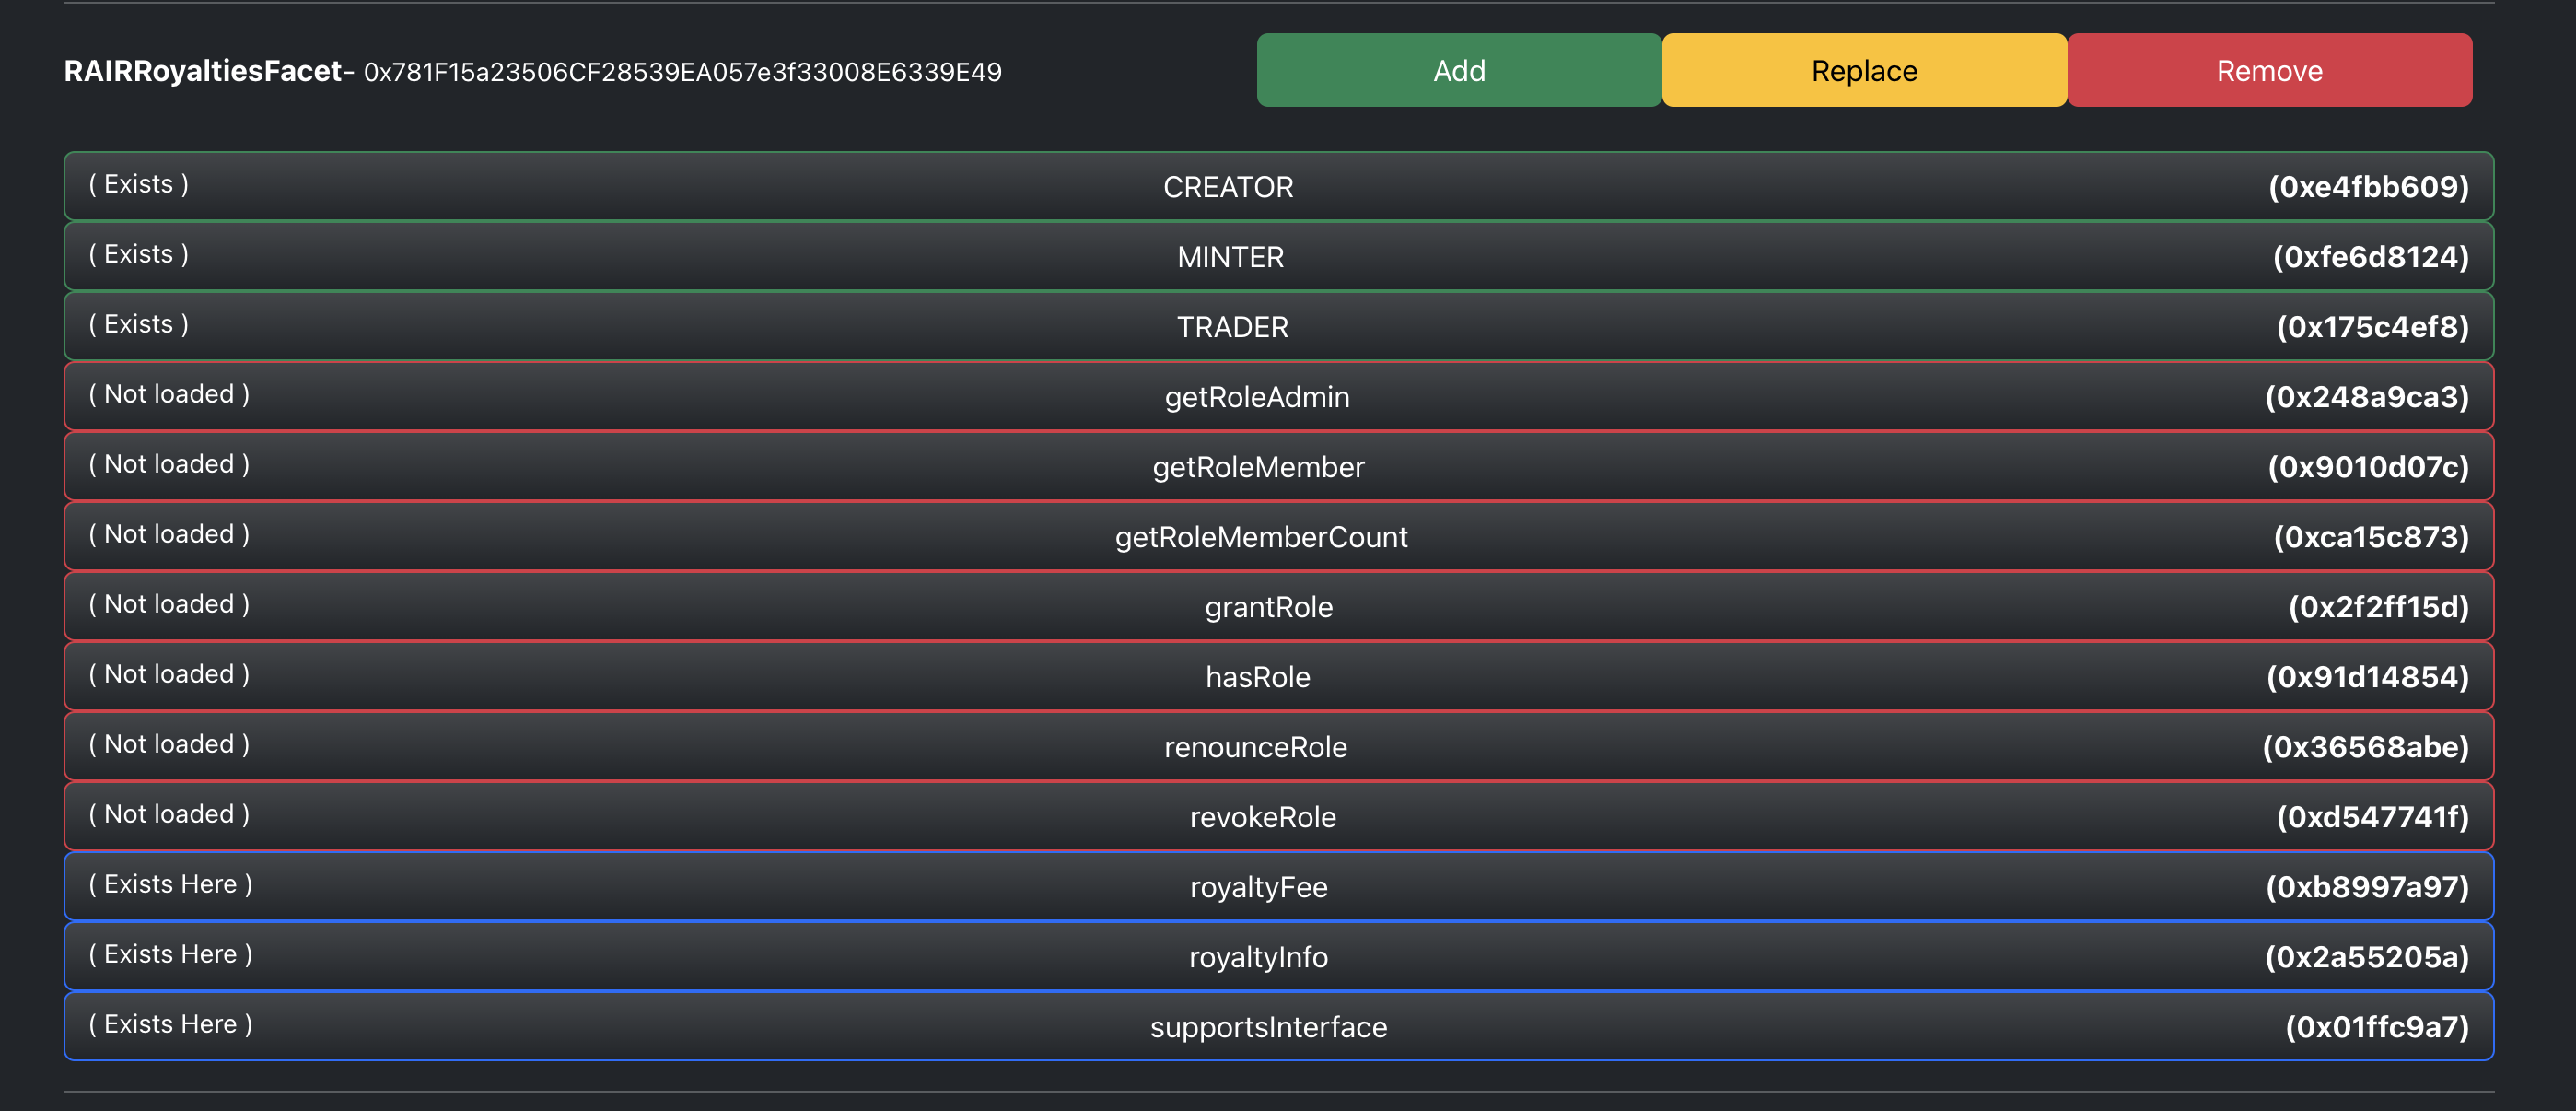 RAIRRoyaltiesFacet- 0x781F15a23506CF28539EA057e3f33008E6339E49 Add Replace Remove
( Exists ) CREATOR (0xe4fbb609)
( Exists ) MINTER (0xfe6d8124)
( Exists ) TRADER (0x175c4ef8)
( Not loaded ) getRoleAdmin (0x248a9ca3)
( Not loaded ) getRoleMember (0x9010d07c)
( Not loaded ) getRoleMemberCount (0xca15c873)
( Not loaded ) grantRole (0x2f2ff15d)
( Not loaded ) hasRole (0x91d14854)
( Not loaded ) renounceRole (0x36568abe)
( Not loaded ) revokeRole (0xd547741f)
( Exists Here ) royaltyFee (0xb8997a97)
( Exists Here ) royaltyInfo (0x2a55205a)
( Exists Here ) supportsInterface (0x01ffc9a7)